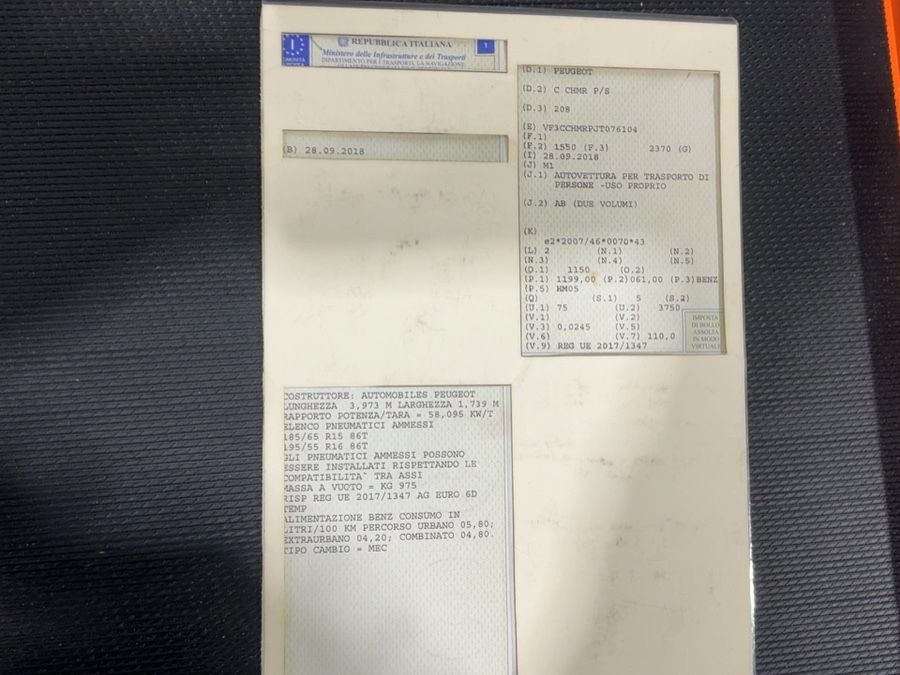 I
REPUBBLICA ITALIANA
1
Ministero delle Infrastrutture e dei Trasporti
DIPARTIMENTO PER I TRASPORTI, LA NAVIGAZIONE,
(B) 28.09.2018
(D.1) PEUGEOT
(D.2) C CHMR P/S
(D.3) 208
(E) VF3CCHMRPJT076104
(F.1)
(F.2) 1550 (F.3) 2370 (G)
(I) 28.09.2018
(J) M1
(J.1) AUTOVETTURA PER TRASPORTO DI
PERSONE -USO PROPRIO
(J.2) AB (DUE VOLUMI)
(K)
e2*2007/46*0070*43
(L) 2 (N.1) (N.2)
(N.3) (N.4) (N.5)
(O.1) 1150 (O.2)
(P.1) 1199,00 (P.2)061,00 (P.3)BENZ
(P.5) HM05
(Q) (S.1) 5 (S.2)
(U.1) 75 (U.2) 3750
(V.1) (V.2)
(V.3) 0,0245 (V.5)
(V.6) (V.7) 110,0
(V.9) REG UE 2017/1347
IMPOSTA
DI BOLLO
ASSOLTA
IN MODO
VIRTUALE
COSTRUTTORE: AUTOMOBILES PEUGEOT
LUNGHEZZA 3,973 M LARGHEZZA 1,739 M
RAPPORTO POTENZA/TARA = 58,095 KW/T
ELENCO PNEUMATICI AMMESSI
185/65 R15 86T
195/55 R16 86T
GLI PNEUMATICI AMMESSI POSSONO
ESSERE INSTALLATI RISPETTANDO LE
COMPATIBILITA` TRA ASSI
MASSA A VUOTO = KG 975
RISP REG UE 2017/1347 AG EURO 6D
TEMP
ALIMENTAZIONE BENZ CONSUMO IN
LITRI/100 KM PERCORSO URBANO 05,80;
EXTRAURBANO 04,20; COMBINATO 04,80.
TIPO CAMBIO = MEC